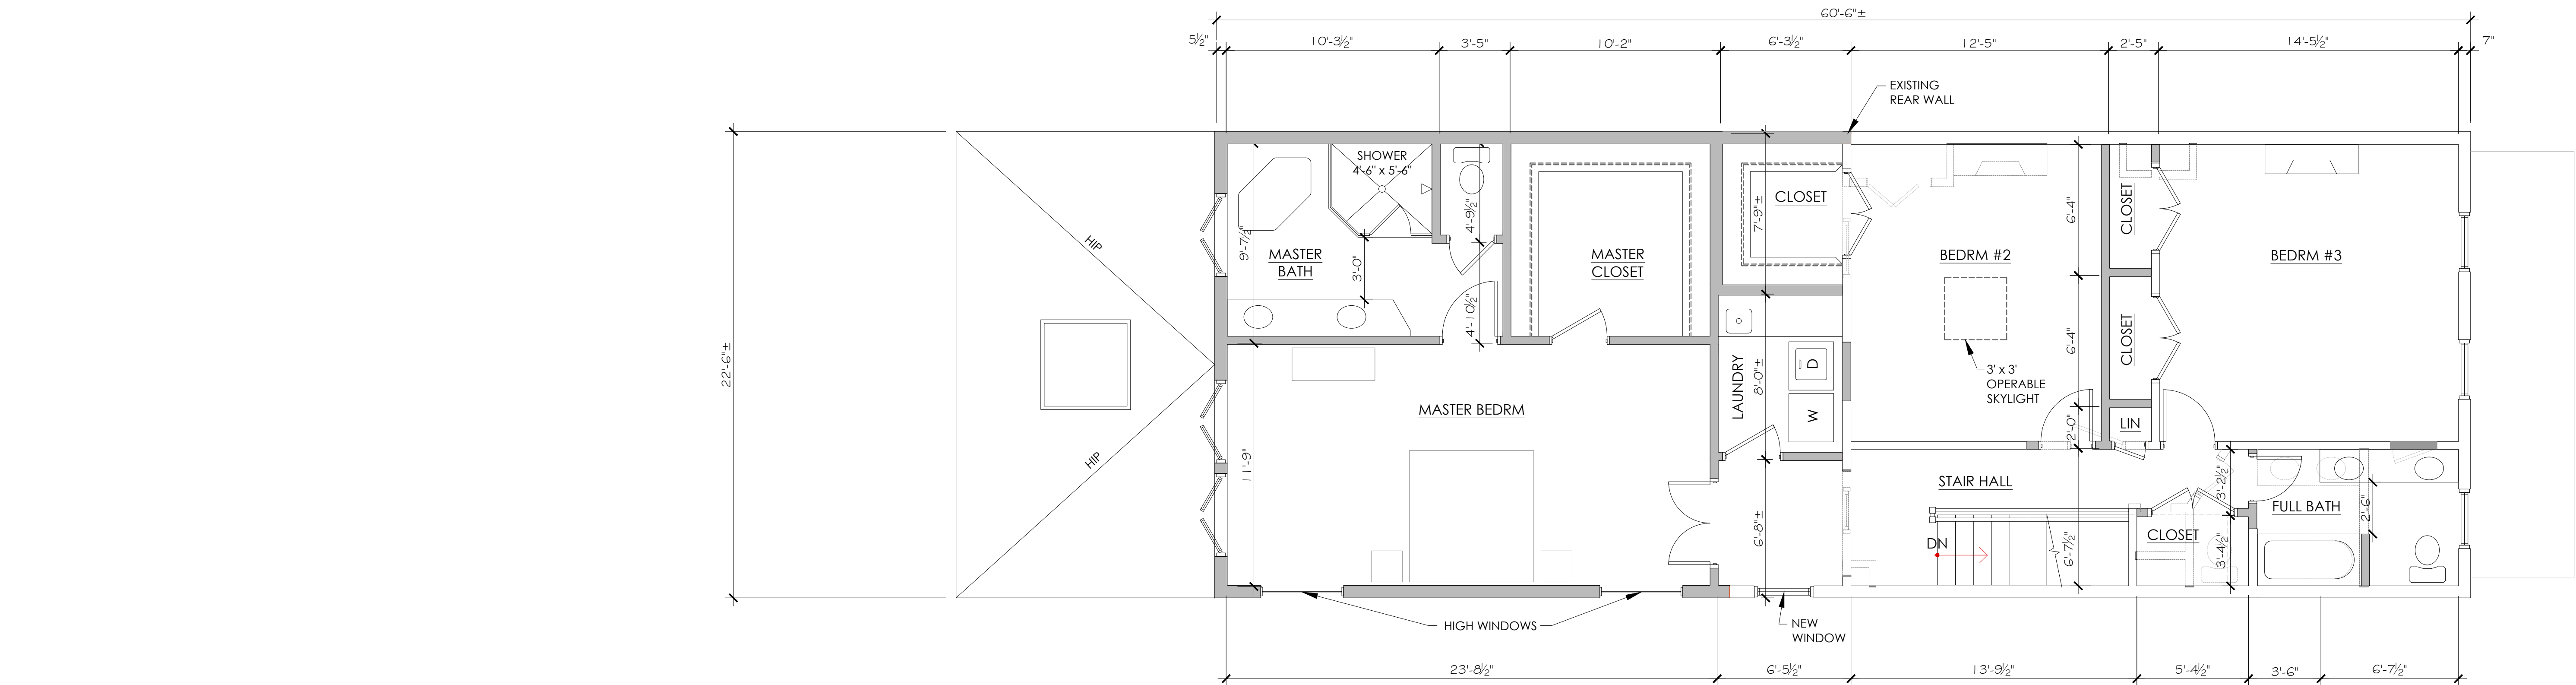 60'-6"±
5½"
10'-3½"
3'-5"
10'-2"
6'-3½"
12'-5"
2'-5"
14'-5½"
7"
EXISTING
REAR WALL
SHOWER
4'-6" x 5'-6"
CLOSET
7'-9"±
4'-9½"
9'-7½"
6'-4"
CLOSET
HIP
MASTER
BATH
3'-0"
MASTER
CLOSET
BEDRM #2
BEDRM #3
4'-10½"
22'-6"±
LAUNDRY
8'-0"±
D
W
6'-4"
CLOSET
3' x 3'
OPERABLE
SKYLIGHT
MASTER BEDRM
2'-0"
LIN
HIP
11'-9"
STAIR HALL
3'-2½"
FULL BATH
2'-6"
6'-8"±
DN
6'-7½"
CLOSET
3'-4½"
HIGH WINDOWS
NEW
WINDOW
23'-8½"
6'-5½"
13'-9½"
5'-4½"
3'-6"
6'-7½"